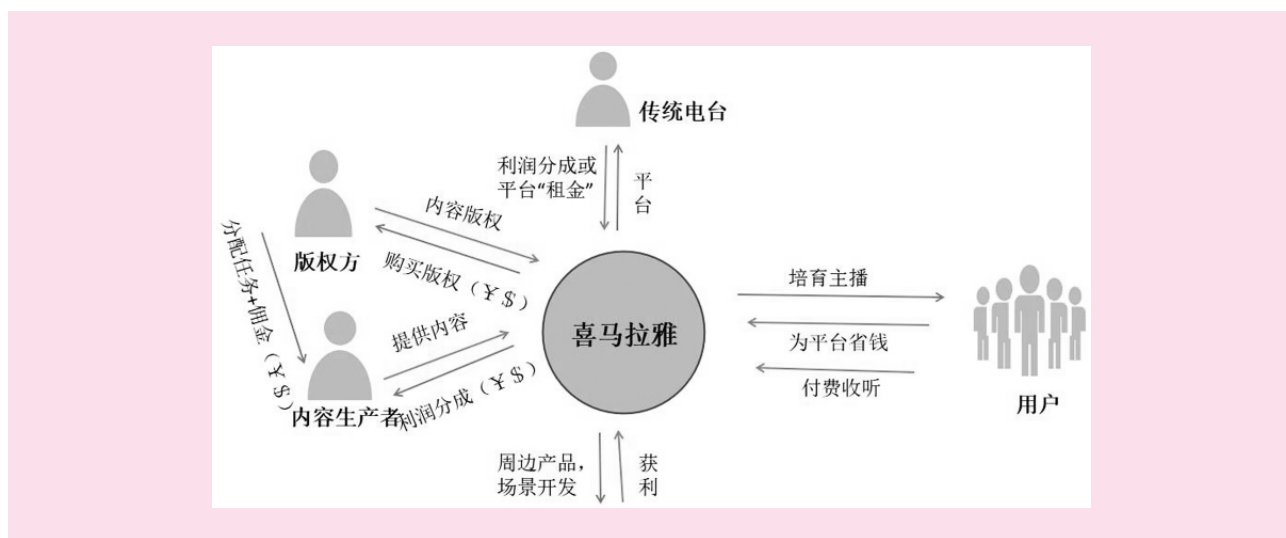 传统电台
利润分成或
平台“租金”
平
台
内容版权
版权方
购买版权（¥ $）
分配任务+佣金（¥ $）
培育主播
喜马拉雅
为平台省钱
提供内容
付费收听
用户
内容生产者
利润分成（¥ $）
周边产品，
场景开发
获
利